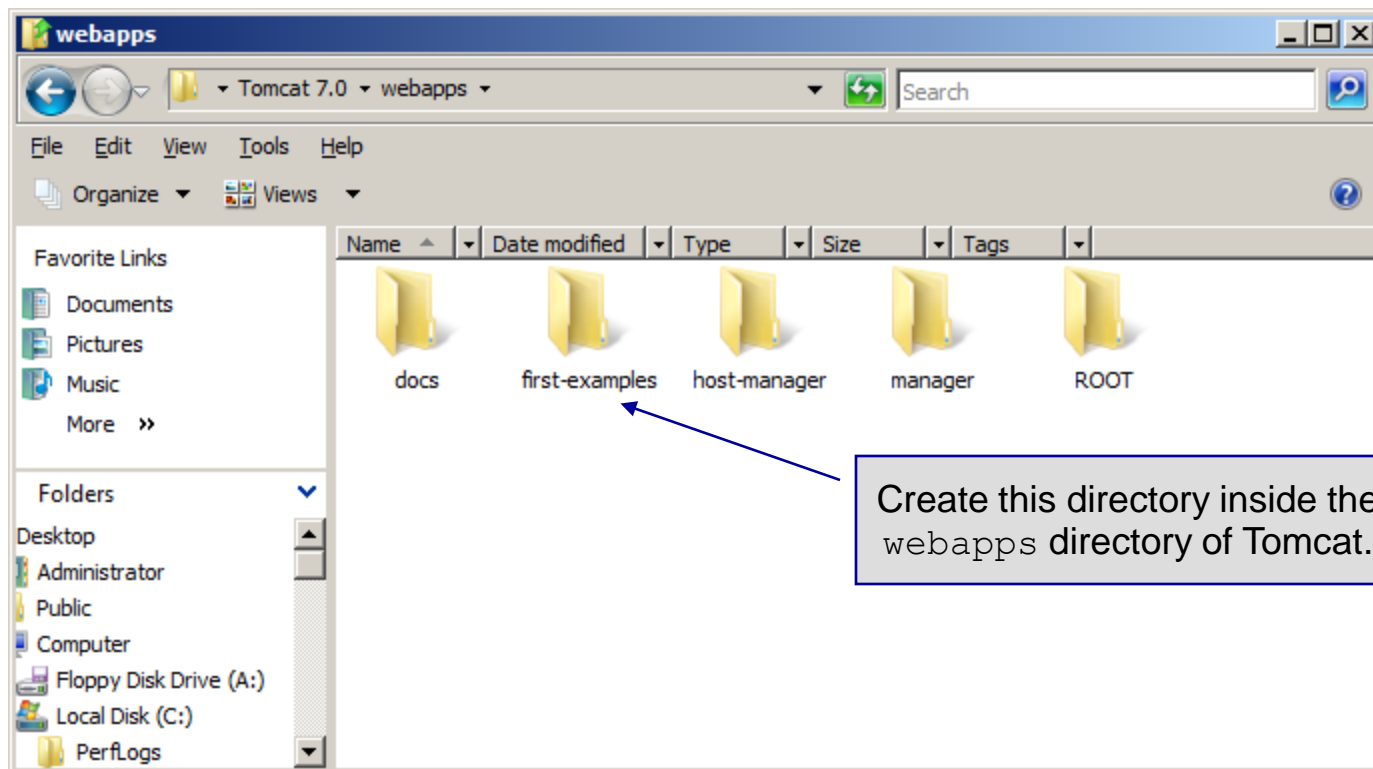 webapps
Tomcat 7.0 webapps
Search
File Edit View Tools Help
Organize Views
Name Date modified Type Size Tags
Favorite Links
Documents
Pictures
Music
More »
docs first-examples host-manager manager ROOT
Create this directory inside the
webapps directory of Tomcat.
Folders
Desktop
Administrator
Public
Computer
Floppy Disk Drive (A:)
Local Disk (C:)
PerfLogs